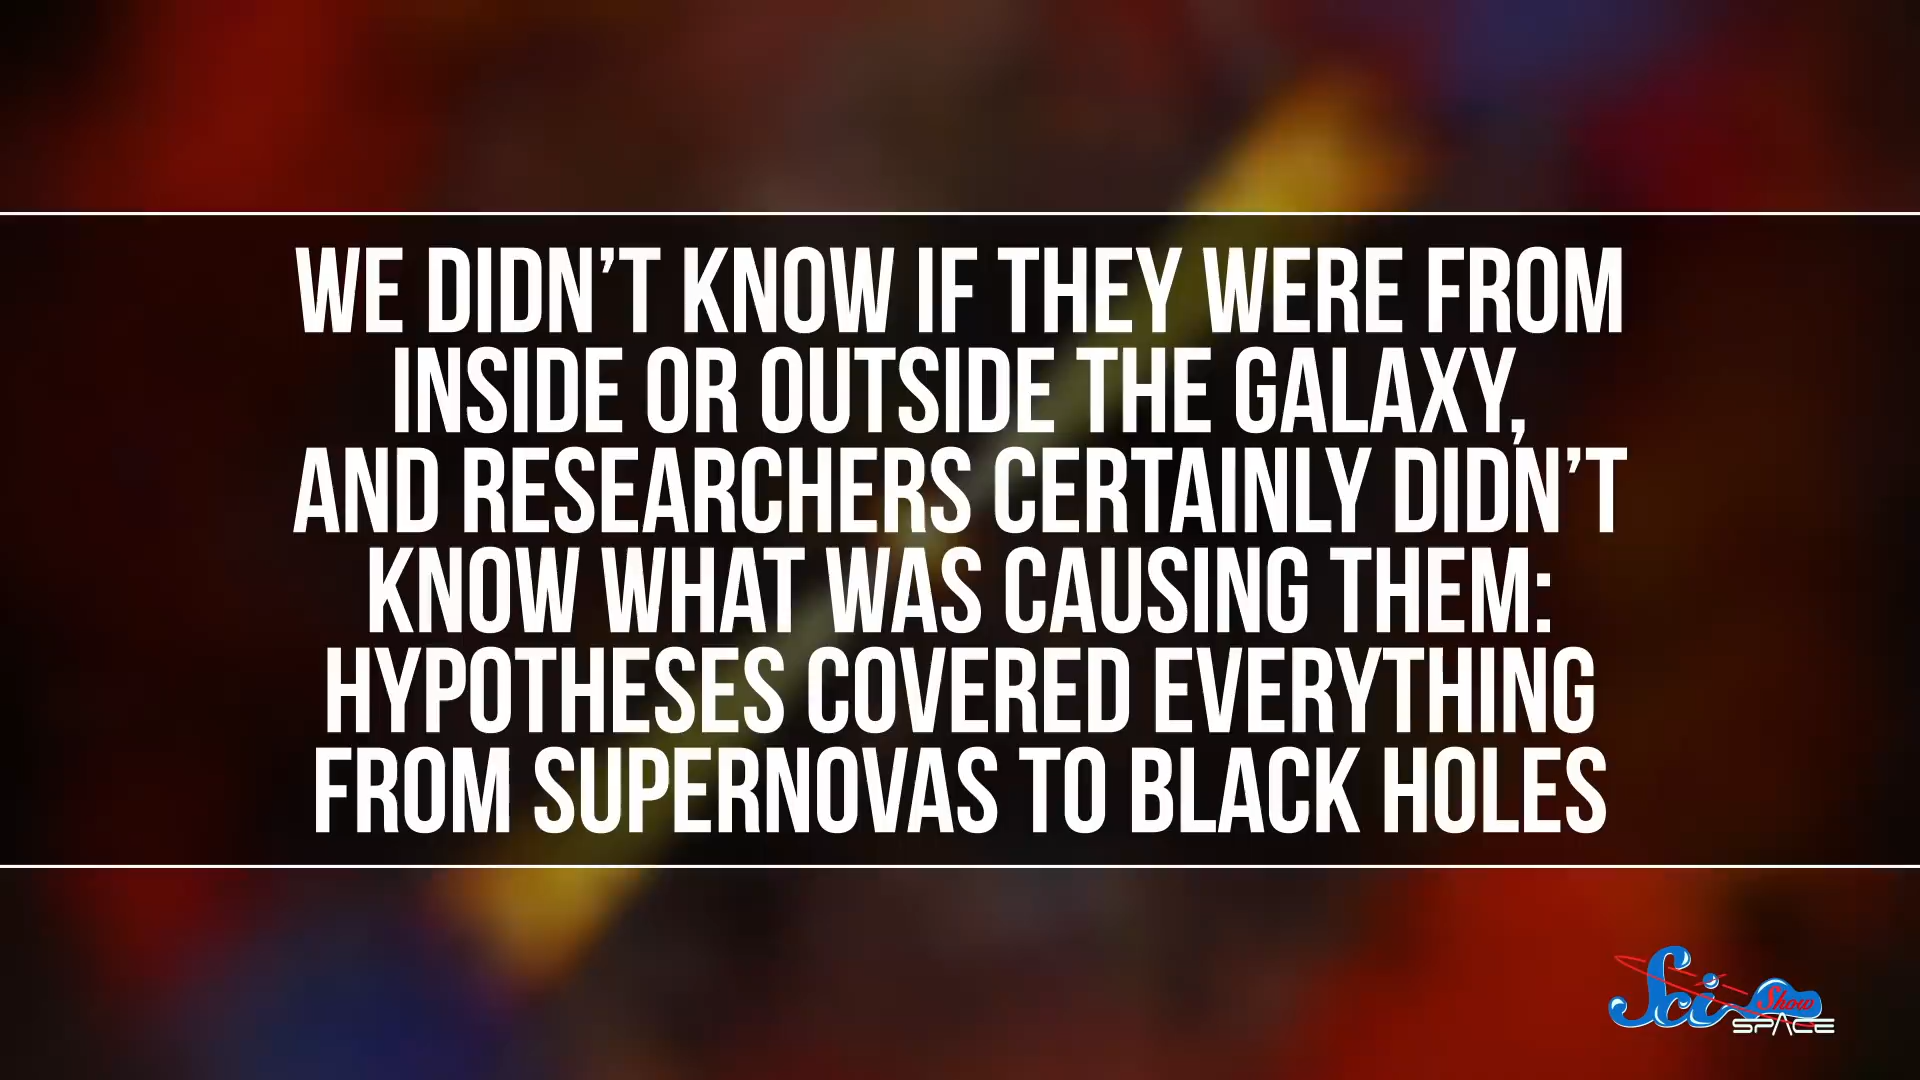 WE DIDN’T KNOW IF THEY WERE FROM
INSIDE OR OUTSIDE THE GALAXY,
AND RESEARCHERS CERTAINLY DIDN’T
KNOW WHAT WAS CAUSING THEM:
HYPOTHESES COVERED EVERYTHING
FROM SUPERNOVAS TO BLACK HOLES
Sci Show
SPACE